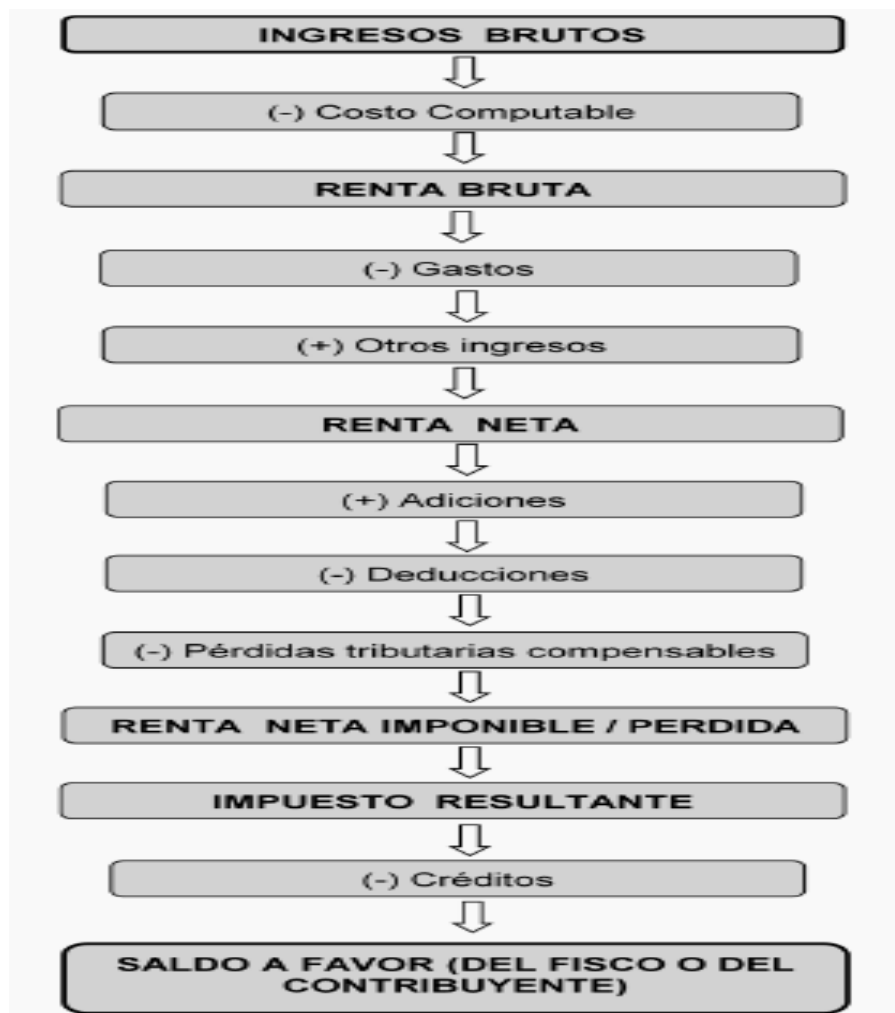 INGRESOS BRUTOS
(-) Costo Computable
RENTA BRUTA
(-) Gastos
(+) Otros ingresos
RENTA NETA
(+) Adiciones
(-) Deducciones
(-) Pérdidas tributarias compensables
RENTA NETA IMPONIBLE / PERDIDA
IMPUESTO RESULTANTE
(-) Créditos
SALDO A FAVOR (DEL FISCO O DEL
CONTRIBUYENTE)